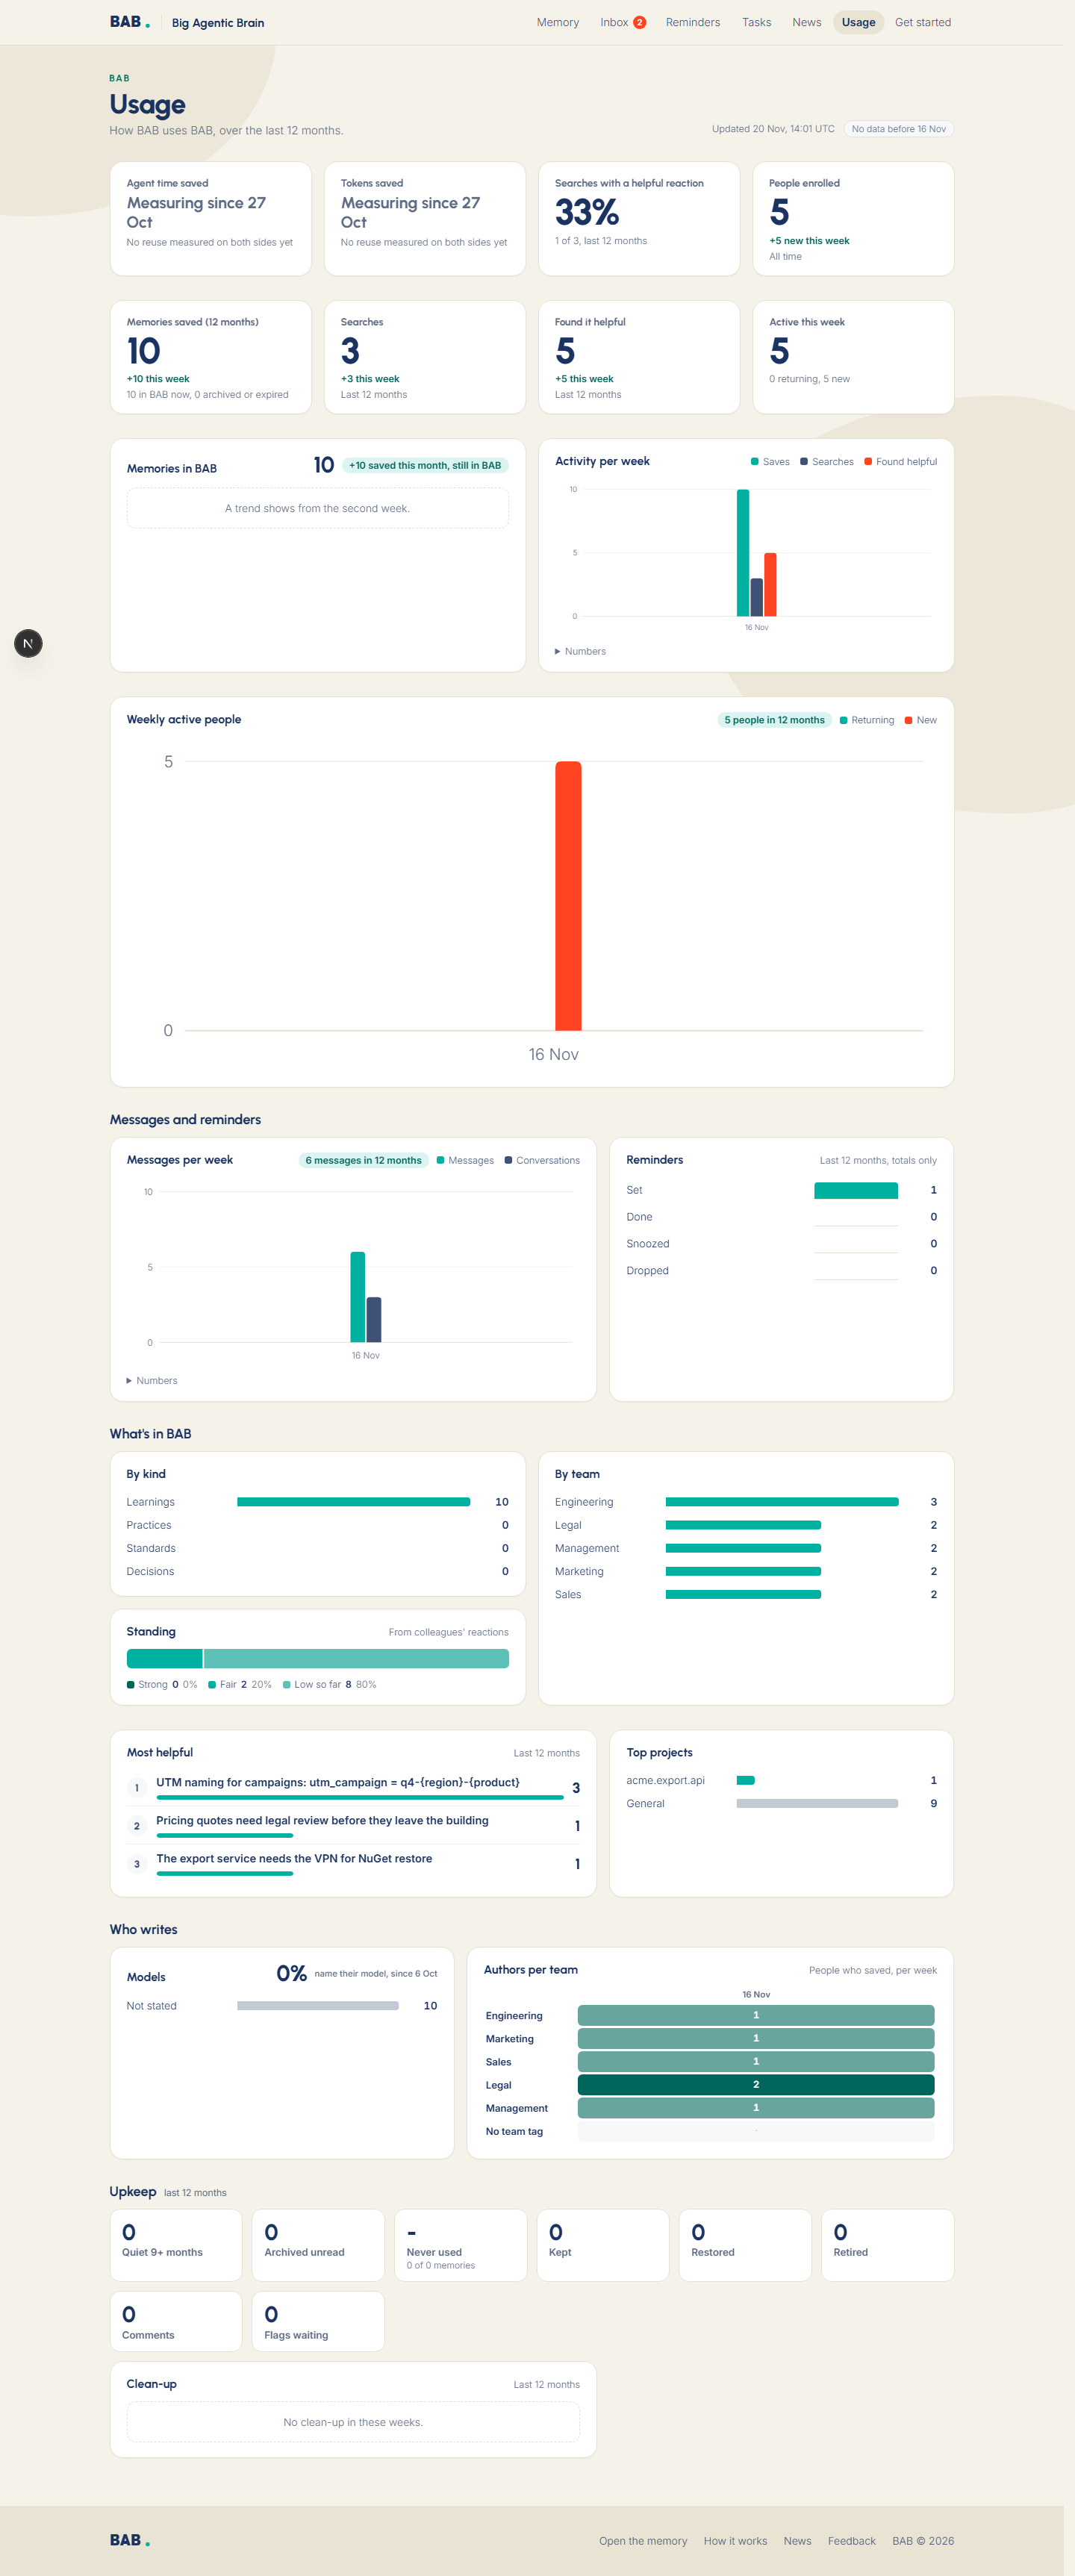 BAB.
Big Agentic Brain
Memory
Inbox 2
Reminders
Tasks
News
Usage
Get started
BAB
Usage
How BAB uses BAB, over the last 12 months.
Updated 20 Nov, 14:01 UTC
No data before 16 Nov
Agent time saved
Measuring since 27
Oct
No reuse measured on both sides yet
Tokens saved
Measuring since 27
Oct
No reuse measured on both sides yet
Searches with a helpful reaction
33%
1 of 3, last 12 months
People enrolled
5
+5 new this week
All time
Memories saved (12 months)
10
+10 this week
10 in BAB now, 0 archived or expired
Searches
3
+3 this week
Last 12 months
Found it helpful
5
+5 this week
Last 12 months
Active this week
5
0 returning, 5 new
Memories in BAB
10
+10 saved this month, still in BAB
A trend shows from the second week.
Activity per week
Saves
Searches
Found helpful
10
5
0
16 Nov
Numbers
N
Weekly active people
5 people in 12 months
Returning
New
5
0
16 Nov
Messages and reminders
Messages per week
6 messages in 12 months
Messages
Conversations
10
5
0
16 Nov
Numbers
Reminders
Last 12 months, totals only
Set 1
Done 0
Snoozed 0
Dropped 0
What's in BAB
By kind
Learnings 10
Practices 0
Standards 0
Decisions 0
By team
Engineering 3
Legal 2
Management 2
Marketing 2
Sales 2
Standing
From colleagues' reactions
Strong 0 0%
Fair 2 20%
Low so far 8 80%
Most helpful
Last 12 months
1 UTM naming for campaigns: utm_campaign = q4-{region}-{product} 3
2 Pricing quotes need legal review before they leave the building 1
3 The export service needs the VPN for NuGet restore 1
Top projects
acme.export.api 1
General 9
Who writes
Models
0% name their model, since 6 Oct
Not stated 10
Authors per team
People who saved, per week
16 Nov
Engineering 1
Marketing 1
Sales 1
Legal 2
Management 1
No team tag ·
Upkeep last 12 months
0
Quiet 9+ months
0
Archived unread
-
Never used
0 of 0 memories
0
Kept
0
Restored
0
Retired
0
Comments
0
Flags waiting
Clean-up
Last 12 months
No clean-up in these weeks.
BAB.
Open the memory
How it works
News
Feedback
BAB © 2026